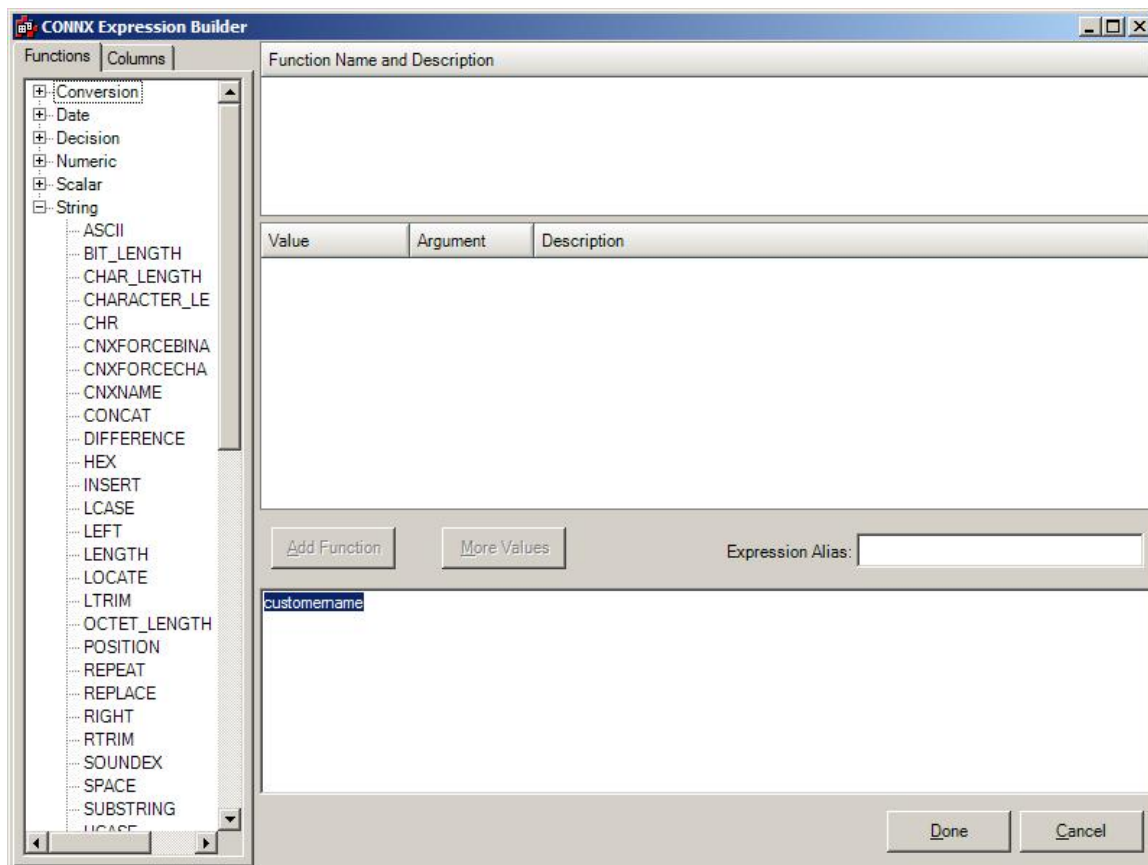 CONNX Expression Builder
Functions
Columns
Conversion
Date
Decision
Numeric
Scalar
String
ASCII
BIT_LENGTH
CHAR_LENGTH
CHARACTER_LE
CHR
CNXFORCEBINA
CNXFORCECHA
CNXNAME
CONCAT
DIFFERENCE
HEX
INSERT
LCASE
LEFT
LENGTH
LOCATE
LTRIM
OCTET_LENGTH
POSITION
REPEAT
REPLACE
RIGHT
RTRIM
SOUNDEX
SPACE
SUBSTRING
UCASE
Function Name and Description
Value Argument Description
Add Function More Values Expression Alias:
customername
Done Cancel